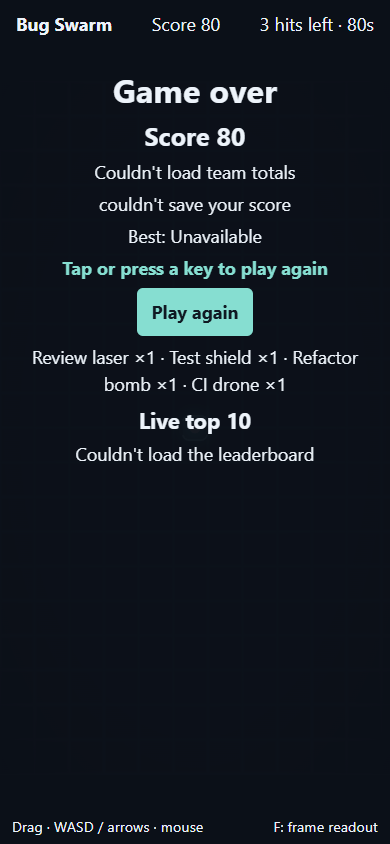 Bug Swarm Score 80 3 hits left · 80s
Game over
Score 80
Couldn't load team totals
couldn't save your score
Best: Unavailable
Tap or press a key to play again
Play again
Review laser ×1 · Test shield ×1 · Refactor
bomb ×1 · CI drone ×1
Live top 10
Couldn't load the leaderboard
Drag · WASD / arrows · mouse F: frame readout